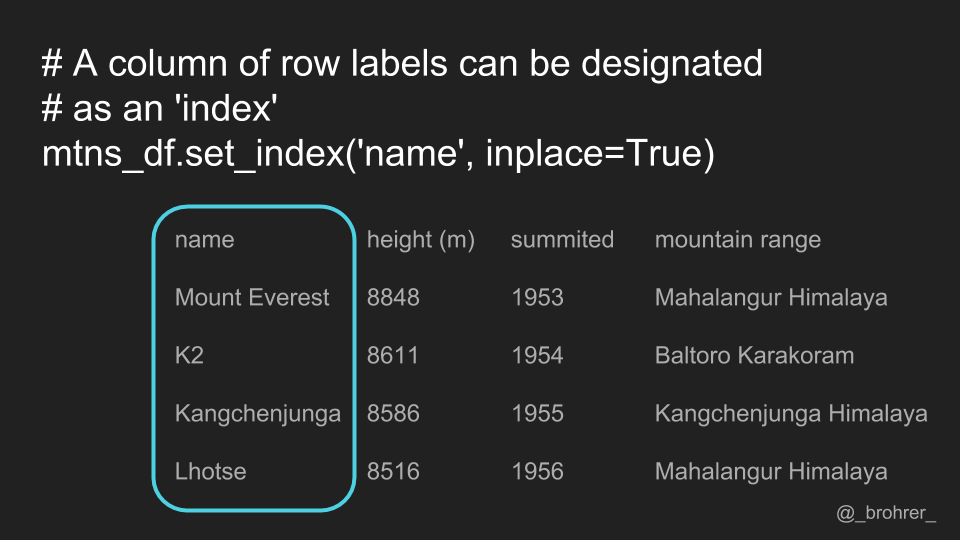 # A column of row labels can be designated
# as an 'index'
mtns_df.set_index('name', inplace=True)
name height (m) summited mountain range
Mount Everest 8848 1953 Mahalangur Himalaya
K2 8611 1954 Baltoro Karakoram
Kangchenjunga 8586 1955 Kangchenjunga Himalaya
Lhotse 8516 1956 Mahalangur Himalaya
@_brohrer_